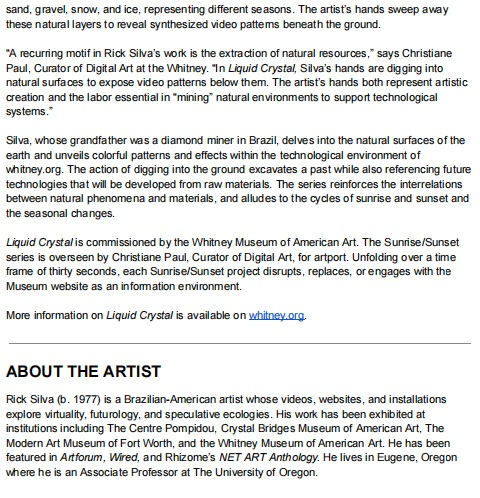 sand, gravel, snow, and ice, representing different seasons. The artist's hands sweep away
these natural layers to reveal synthesized video patterns beneath the ground.
"A recurring motif in Rick Silva's work is the extraction of natural resources," says Christiane
Paul, Curator of Digital Art at the Whitney. "In Liquid Crystal, Silva's hands are digging into
natural surfaces to expose video patterns below them. The artist's hands both represent artistic
creation and the labor essential in "mining" natural environments to support technological
systems."
Silva, whose grandfather was a diamond miner in Brazil, delves into the natural surfaces of the
earth and unveils colorful patterns and effects within the technological environment of
whitney.org. The action of digging into the ground excavates a past while also referencing future
technologies that will be developed from raw materials. The series reinforces the interrelations
between natural phenomena and materials, and alludes to the cycles of sunrise and sunset and
the seasonal changes.
Liquid Crystal is commissioned by the Whitney Museum of American Art. The Sunrise/Sunset
series is overseen by Christiane Paul, Curator of Digital Art, for artport. Unfolding over a time
frame of thirty seconds, each Sunrise/Sunset project disrupts, replaces, or engages with the
Museum website as an information environment.
More information on Liquid Crystal is available on whitney.org.
ABOUT THE ARTIST
Rick Silva (b. 1977) is a Brazilian-American artist whose videos, websites, and installations
explore virtuality, futurology, and speculative ecologies. His work has been exhibited at
institutions including The Centre Pompidou, Crystal Bridges Museum of American Art, The
Modern Art Museum of Fort Worth, and the Whitney Museum of American Art. He has been
featured in Artforum, Wired, and Rhizome's NET ART Anthology. He lives in Eugene, Oregon
where he is an Associate Professor at The University of Oregon.